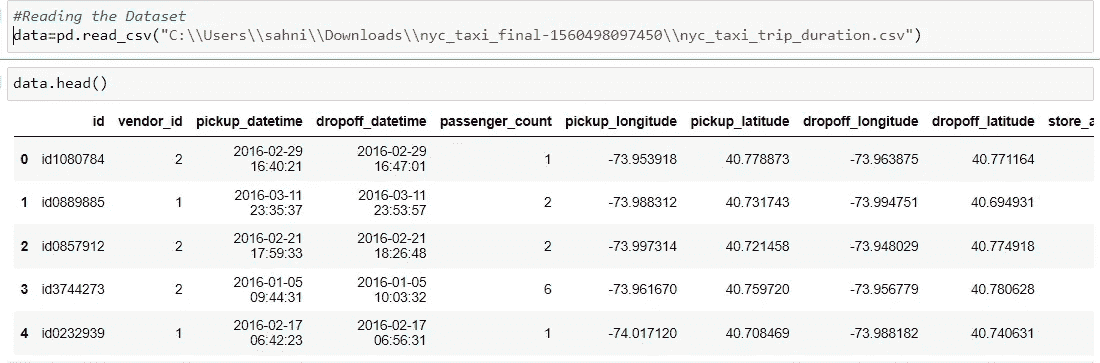 #Reading the Dataset
data=pd.read_csv("C:\\Users\\sahni\\Downloads\\nyc_taxi_final-1560498097450\\nyc_taxi_trip_duration.csv")
data.head()
id vendor_id pickup_datetime dropoff_datetime passenger_count pickup_longitude pickup_latitude dropoff_longitude dropoff_latitude store_a
0 id1080784 2 2016-02-29 16:40:21 2016-02-29 16:47:01 1 -73.953918 40.778873 -73.963875 40.771164
1 id0889885 1 2016-03-11 23:35:37 2016-03-11 23:53:57 2 -73.988312 40.731743 -73.994751 40.694931
2 id0857912 2 2016-02-21 17:59:33 2016-02-21 18:26:48 2 -73.997314 40.721458 -73.948029 40.774918
3 id3744273 2 2016-01-05 09:44:31 2016-01-05 10:03:32 6 -73.961670 40.759720 -73.956779 40.780628
4 id0232939 1 2016-02-17 06:42:23 2016-02-17 06:56:31 1 -74.017120 40.708469 -73.988182 40.740631